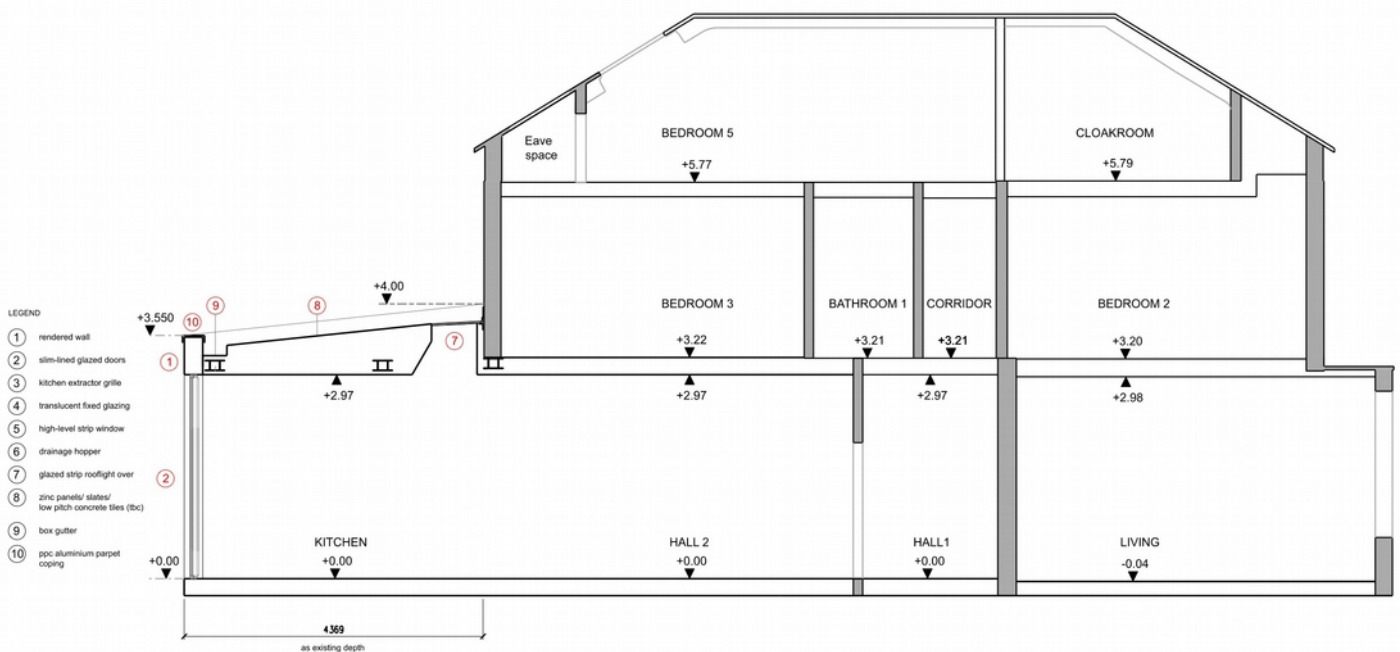 BEDROOM 5
CLOAKROOM
Eave
space
+5.77
+5.79
+4.00
BEDROOM 3
BATHROOM 1
CORRIDOR
BEDROOM 2
+3.550
+3.22
+3.21
+3.21
+3.20
+2.97
+2.97
+2.97
+2.98
9
8
10
7
1
2
LEGEND
1 rendered wall
2 slim-lined glazed doors
3 kitchen extractor grille
4 translucent fixed glazing
5 high-level strip window
6 drainage hopper
7 glazed strip rooflight over
8 zinc panels/ slates/
low pitch concrete tiles (tbc)
9 box gutter
10 ppc aluminium parpet
coping
KITCHEN
HALL 2
HALL1
LIVING
+0.00
+0.00
+0.00
+0.00
-0.04
4369
as existing depth